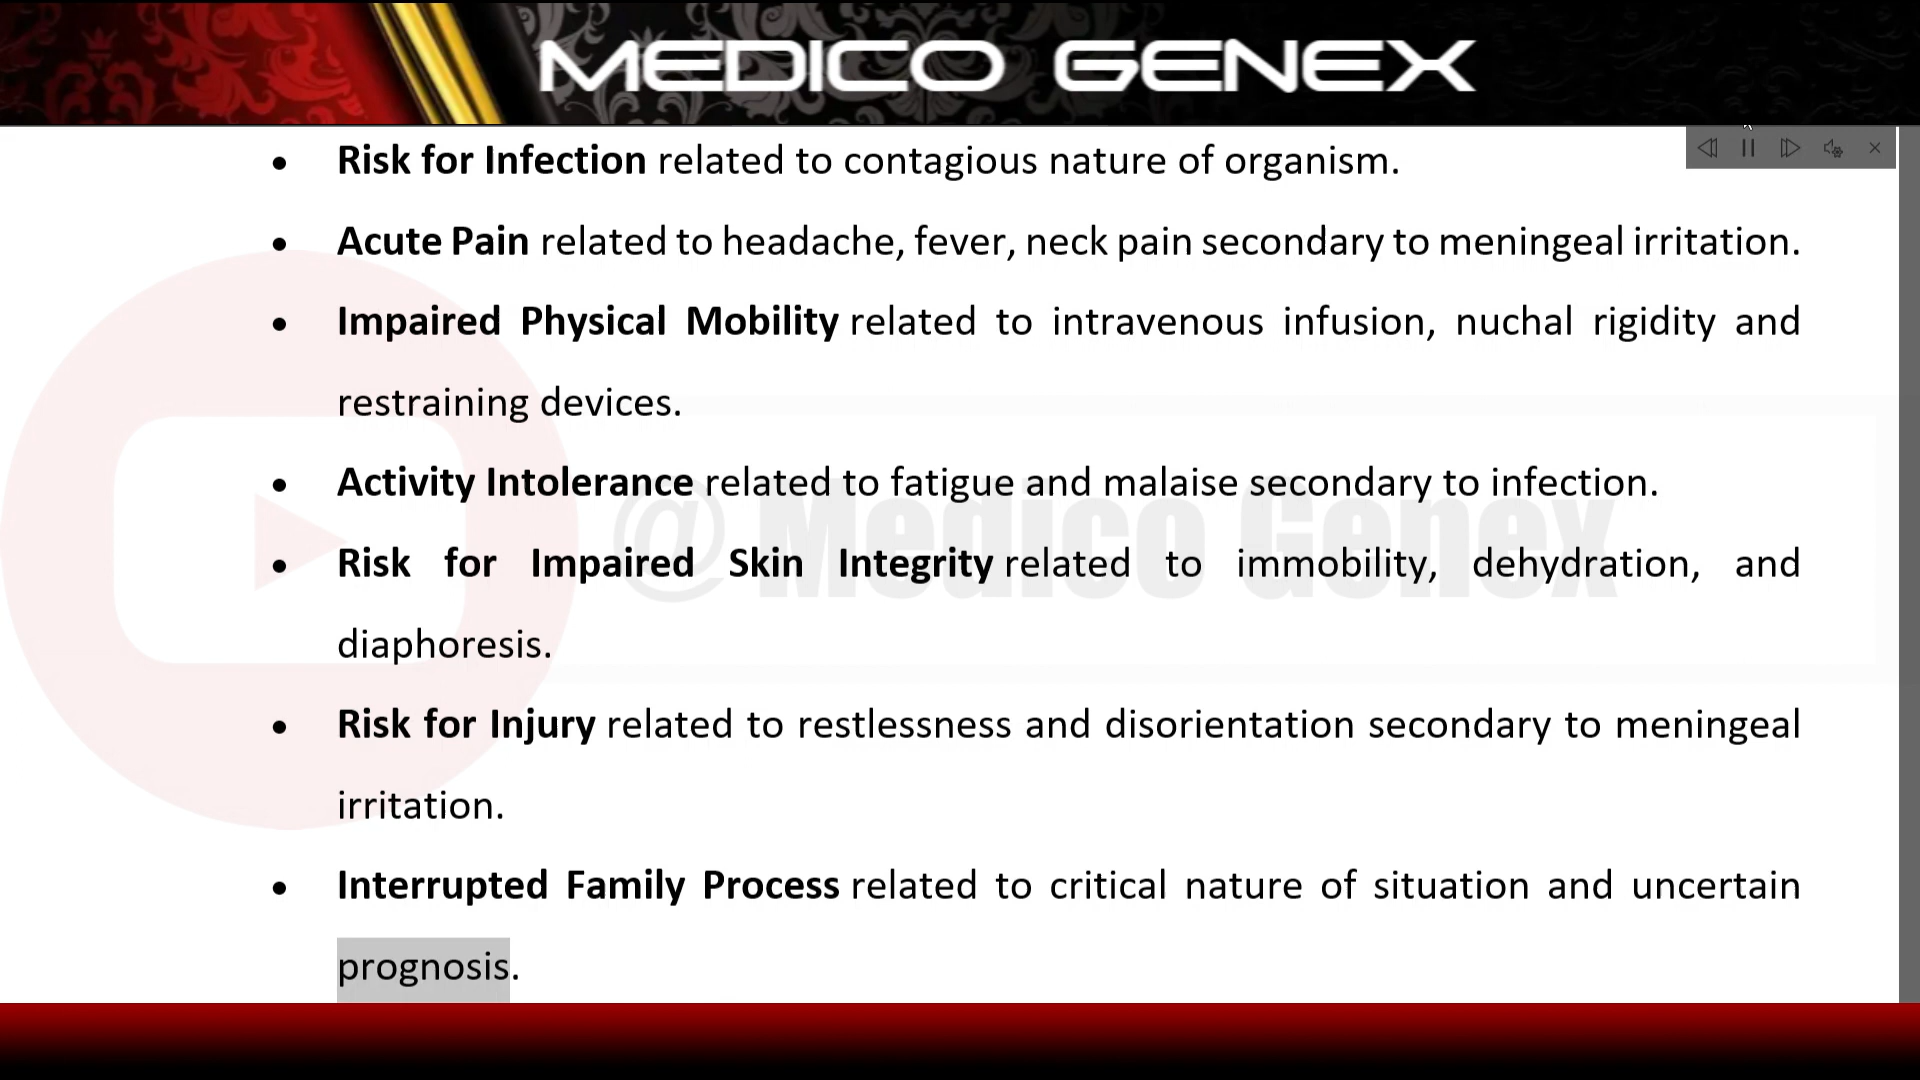 MEDICO GENEX
• Risk for Infection related to contagious nature of organism.
• Acute Pain related to headache, fever, neck pain secondary to meningeal irritation.
• Impaired Physical Mobility related to intravenous infusion, nuchal rigidity and
restraining devices.
• Activity Intolerance related to fatigue and malaise secondary to infection.
@ Medico Genex
• Risk for Impaired Skin Integrity related to immobility, dehydration, and
diaphoresis.
• Risk for Injury related to restlessness and disorientation secondary to meningeal
irritation.
• Interrupted Family Process related to critical nature of situation and uncertain
prognosis.